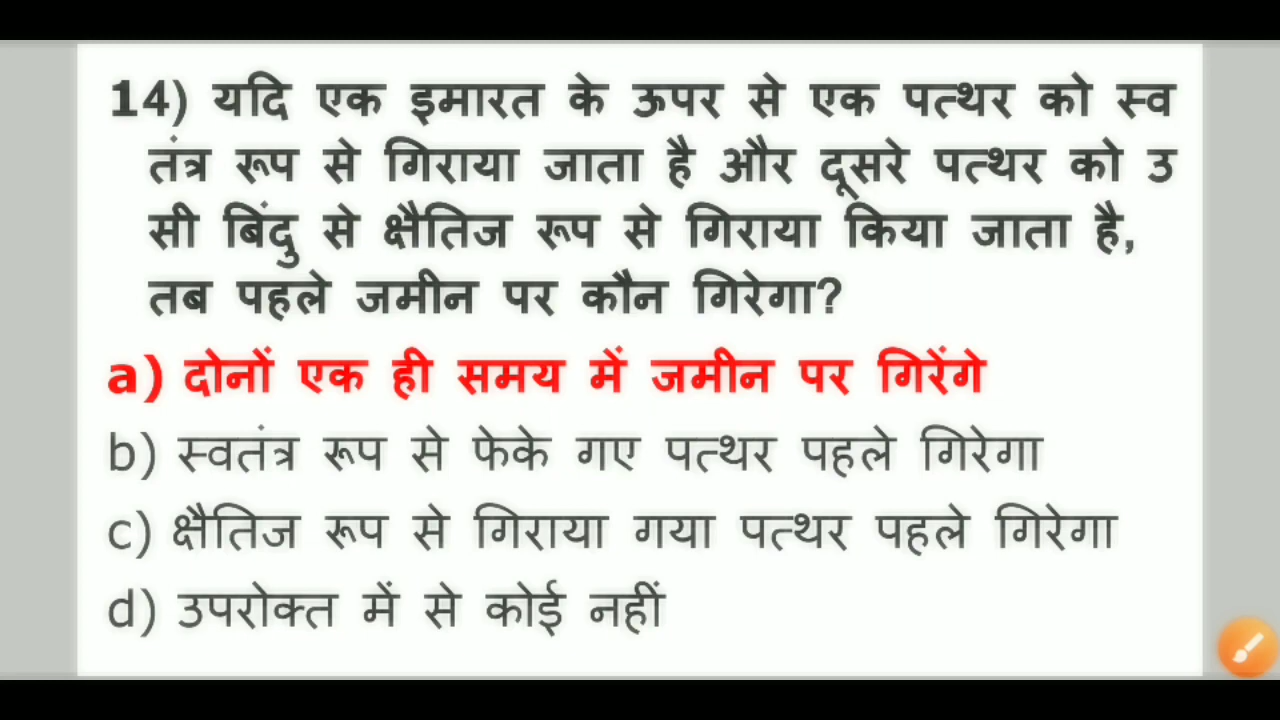 14) यदि एक इमारत के ऊपर से एक पत्थर को स्व
तंत्र रूप से गिराया जाता है और दूसरे पत्थर को उ
सी बिंदु से क्षैतिज रूप से गिराया किया जाता है,
तब पहले जमीन पर कौन गिरेगा?
a) दोनों एक ही समय में जमीन पर गिरेंगे
b) स्वतंत्र रूप से फेके गए पत्थर पहले गिरेगा
c) क्षैतिज रूप से गिराया गया पत्थर पहले गिरेगा
d) उपरोक्त में से कोई नहीं